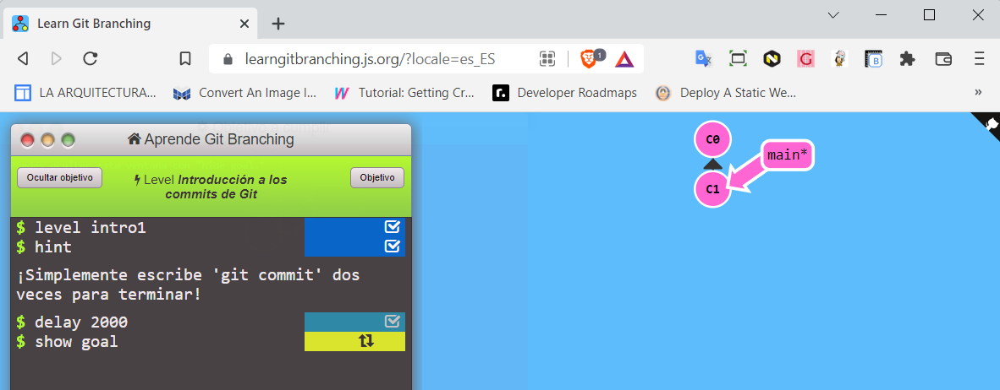 Learn Git Branching
learngitbranching.js.org/?locale=es_ES
1
LA ARQUITECTURA...
Convert An Image I...
Tutorial: Getting Cr...
Developer Roadmaps
Deploy A Static We...
»
Aprende Git Branching
Ocultar objetivo
Level Introducción a los
commits de Git
Objetivo
$ level intro1
$ hint
¡Simplemente escribe 'git commit' dos
veces para terminar!
$ delay 2000
$ show goal
C0
main*
C1